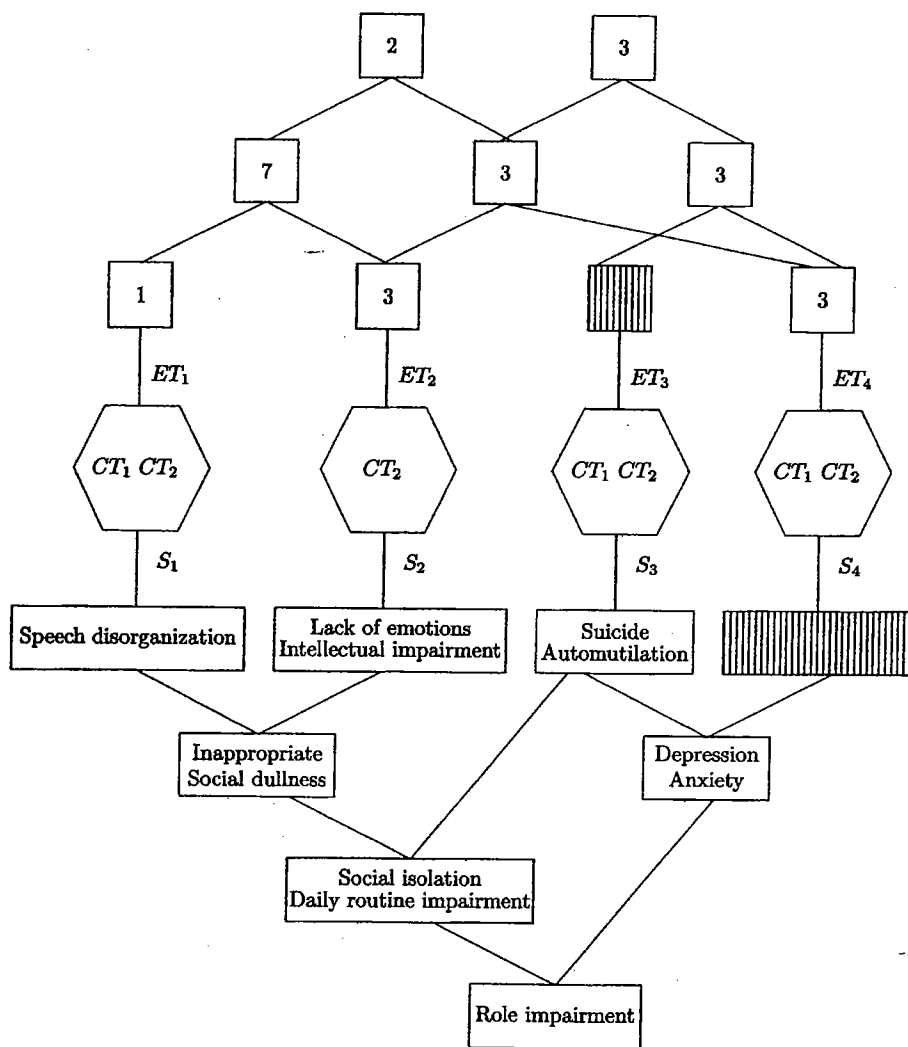 2
3
7
3
3
1
3
3
ET₁
ET₂
ET₃
ET₄
CT₁ CT₂
CT₂
CT₁ CT₂
CT₁ CT₂
S₁
S₂
S₃
S₄
Speech disorganization
Lack of emotions
Intellectual impairment
Suicide
Automutilation
Inappropriate
Social dullness
Depression
Anxiety
Social isolation
Daily routine impairment
Role impairment